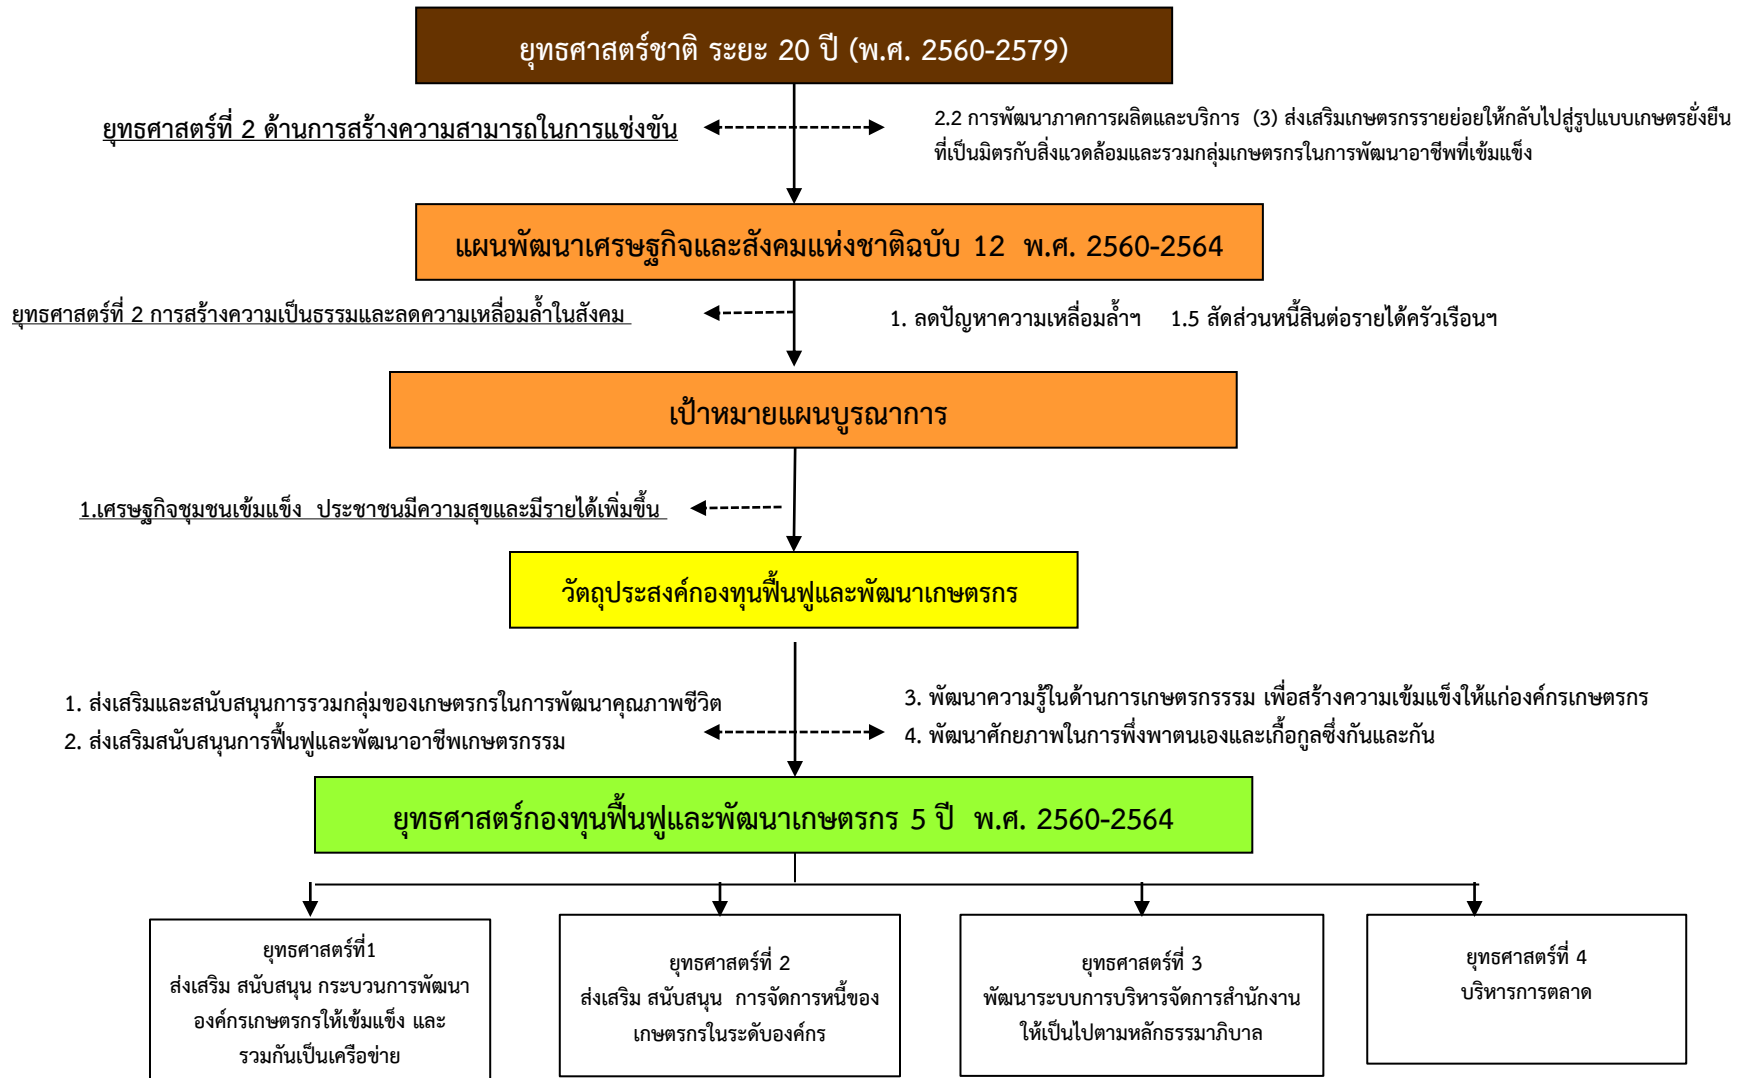 ยุทธศาสตร์ชาติ ระยะ 20 ปี (พ.ศ. 2560-2579)
ยุทธศาสตร์ที่ 2 ด้านการสร้างความสามารถในการแข่งขัน
2.2 การพัฒนาภาคการผลิตและบริการ (3) ส่งเสริมเกษตรกรรายย่อยให้กลับไปสู่รูปแบบเกษตรยั่งยืน
ที่เป็นมิตรกับสิ่งแวดล้อมและรวมกลุ่มเกษตรกรในการพัฒนาอาชีพที่เข้มแข็ง
แผนพัฒนาเศรษฐกิจและสังคมแห่งชาติฉบับ 12 พ.ศ. 2560-2564
ยุทธศาสตร์ที่ 2 การสร้างความเป็นธรรมและลดความเหลื่อมล้ำในสังคม
1. ลดปัญหาความเหลื่อมล้ำฯ 1.5 สัดส่วนหนี้สินต่อรายได้ครัวเรือนฯ
เป้าหมายแผนบูรณาการ
1.เศรษฐกิจชุมชนเข้มแข็ง ประชาชนมีความสุขและมีรายได้เพิ่มขึ้น
วัตถุประสงค์กองทุนฟื้นฟูและพัฒนาเกษตรกร
1. ส่งเสริมและสนับสนุนการรวมกลุ่มของเกษตรกรในการพัฒนาคุณภาพชีวิต
2. ส่งเสริมสนับสนุนการฟื้นฟูและพัฒนาอาชีพเกษตรกรรม
3. พัฒนาความรู้ในด้านการเกษตรกรรรม เพื่อสร้างความเข้มแข็งให้แก่องค์กรเกษตรกร
4. พัฒนาศักยภาพในการพึ่งพาตนเองและเกื้อกูลซึ่งกันและกัน
ยุทธศาสตร์กองทุนฟื้นฟูและพัฒนาเกษตรกร 5 ปี พ.ศ. 2560-2564
ยุทธศาสตร์ที่1
ส่งเสริม สนับสนุน กระบวนการพัฒนา
องค์กรเกษตรกรให้เข้มแข็ง และ
รวมกันเป็นเครือข่าย
ยุทธศาสตร์ที่ 2
ส่งเสริม สนับสนุน การจัดการหนี้ของ
เกษตรกรในระดับองค์กร
ยุทธศาสตร์ที่ 3
พัฒนาระบบการบริหารจัดการสำนักงาน
ให้เป็นไปตามหลักธรรมาภิบาล
ยุทธศาสตร์ที่ 4
บริหารการตลาด